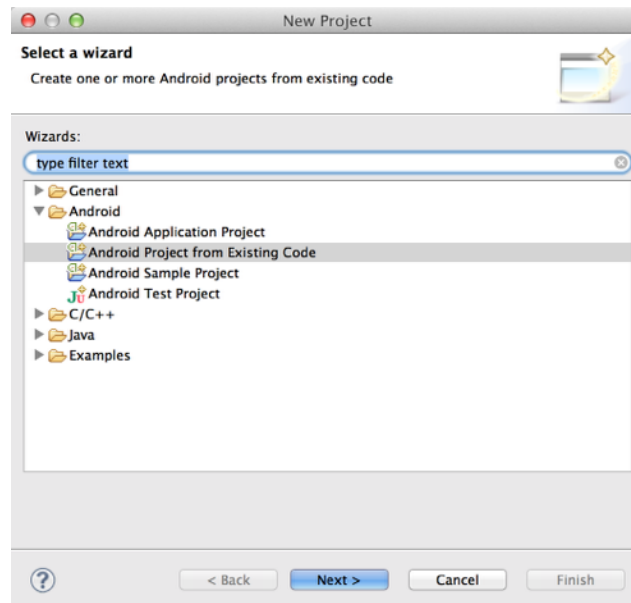 New Project
Select a wizard
Create one or more Android projects from existing code
Wizards:
type filter text
General
Android
Android Application Project
Android Project from Existing Code
Android Sample Project
Ju Android Test Project
C/C++
Java
Examples
? < Back Next > Cancel Finish